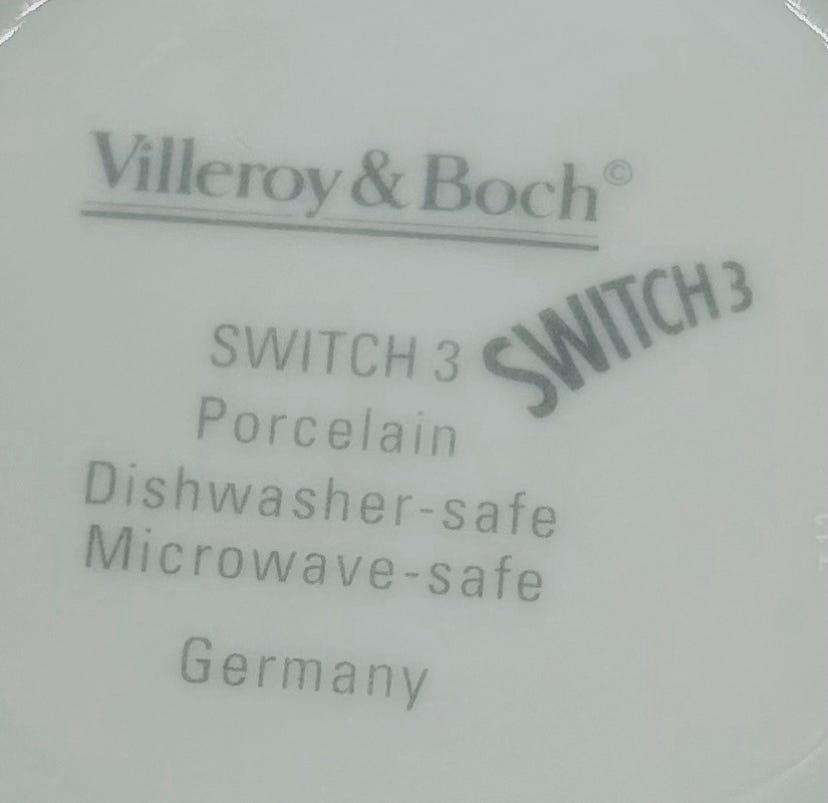 Villeroy & Boch©
SWITCH 3
SWITCH 3
Porcelain
Dishwasher-safe
Microwave-safe
Germany